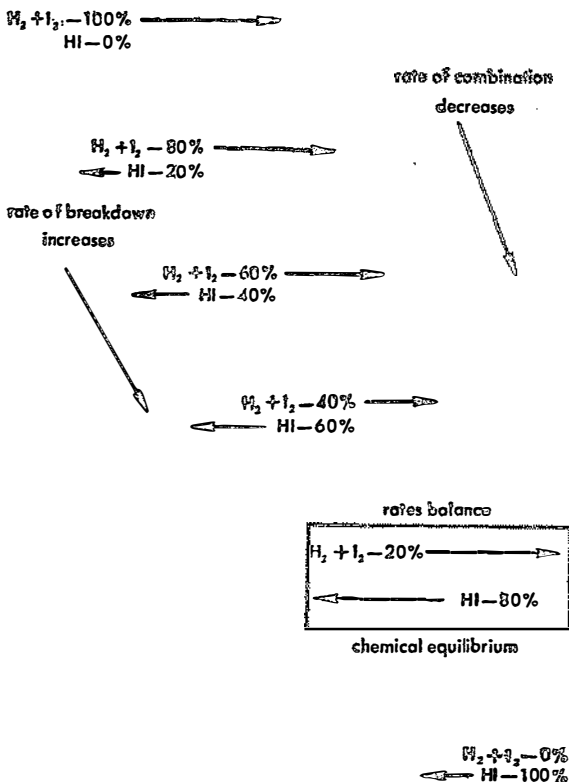 H₂ + I₂ — 100%
HI — 0%
rate of combination
decreases
H₂ + I₂ — 80%
HI — 20%
rate of breakdown
increases
H₂ + I₂ — 60%
HI — 40%
H₂ + I₂ — 40%
HI — 60%
rates balance
H₂ + I₂ — 20%
HI — 80%
chemical equilibrium
H₂ + I₂ — 0%
HI — 100%